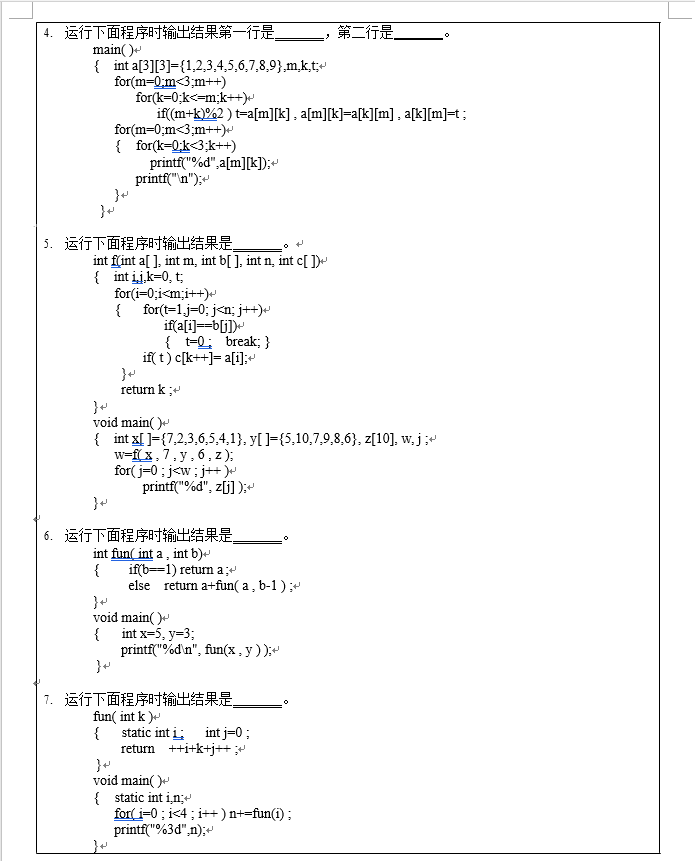 4. 运行下面程序时输出结果第一行是______，第二行是______。
main( )
{ int a[3][3]={1,2,3,4,5,6,7,8,9},m,k,t;
for(m=0;m<3;m++)
for(k=0;k<=m;k++)
if((m+k)%2 ) t=a[m][k] , a[m][k]=a[k][m] , a[k][m]=t ;
for(m=0;m<3;m++)
{ for(k=0;k<3;k++)
printf("%d",a[m][k]);
printf("\n");
}
}
5. 运行下面程序时输出结果是______。
int f(int a[ ], int m, int b[ ], int n, int c[ ])
{ int i,j,k=0, t;
for(i=0;i<m;i++)
{ for(t=1,j=0; j<n; j++)
if(a[i]==b[j])
{ t=0 ; break; }
if( t ) c[k++]= a[i];
}
return k ;
}
void main( )
{ int x[ ]={7,2,3,6,5,4,1}, y[ ]={5,10,7,9,8,6}, z[10], w, j ;
w=f( x , 7 , y , 6 , z );
for( j=0 ; j<w ; j++ )
printf("%d", z[j] );
}
6. 运行下面程序时输出结果是______。
int fun( int a , int b)
{ if(b==1) return a ;
else return a+fun( a , b-1 ) ;
}
void main( )
{ int x=5, y=3;
printf("%d\n", fun(x , y ) );
}
7. 运行下面程序时输出结果是______。
fun( int k )
{ static int i ; int j=0 ;
return ++i+k+j++ ;
}
void main( )
{ static int i,n;
for( i=0 ; i<4 ; i++ ) n+=fun(i) ;
printf("%3d",n);
}